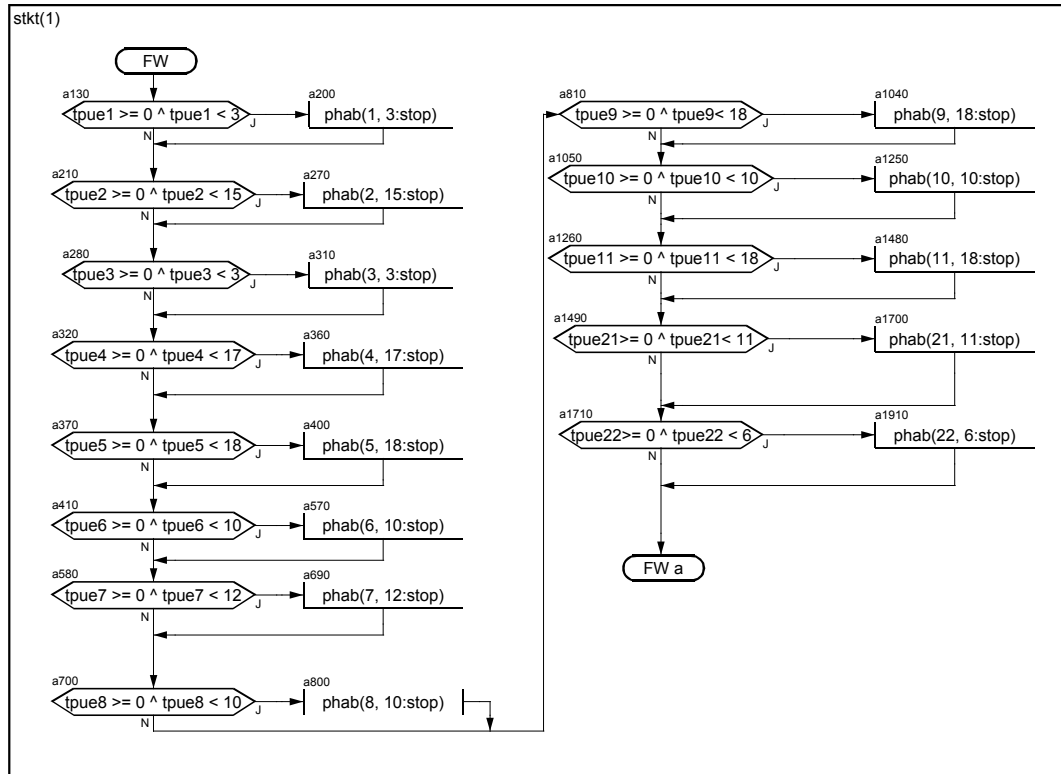 stkt(1)
FW
a130
tpue1 >= 0 ^ tpue1 < 3
J
N
a200
phab(1, 3:stop)
a210
tpue2 >= 0 ^ tpue2 < 15
J
N
a270
phab(2, 15:stop)
a280
tpue3 >= 0 ^ tpue3 < 3
J
N
a310
phab(3, 3:stop)
a320
tpue4 >= 0 ^ tpue4 < 17
J
N
a360
phab(4, 17:stop)
a370
tpue5 >= 0 ^ tpue5 < 18
J
N
a400
phab(5, 18:stop)
a410
tpue6 >= 0 ^ tpue6 < 10
J
N
a570
phab(6, 10:stop)
a580
tpue7 >= 0 ^ tpue7 < 12
J
N
a690
phab(7, 12:stop)
a700
tpue8 >= 0 ^ tpue8 < 10
J
N
a800
phab(8, 10:stop)
a810
tpue9 >= 0 ^ tpue9< 18
J
N
a1040
phab(9, 18:stop)
a1050
tpue10 >= 0 ^ tpue10 < 10
J
N
a1250
phab(10, 10:stop)
a1260
tpue11 >= 0 ^ tpue11 < 18
J
N
a1480
phab(11, 18:stop)
a1490
tpue21>= 0 ^ tpue21< 11
J
N
a1700
phab(21, 11:stop)
a1710
tpue22>= 0 ^ tpue22 < 6
J
N
a1910
phab(22, 6:stop)
FW a